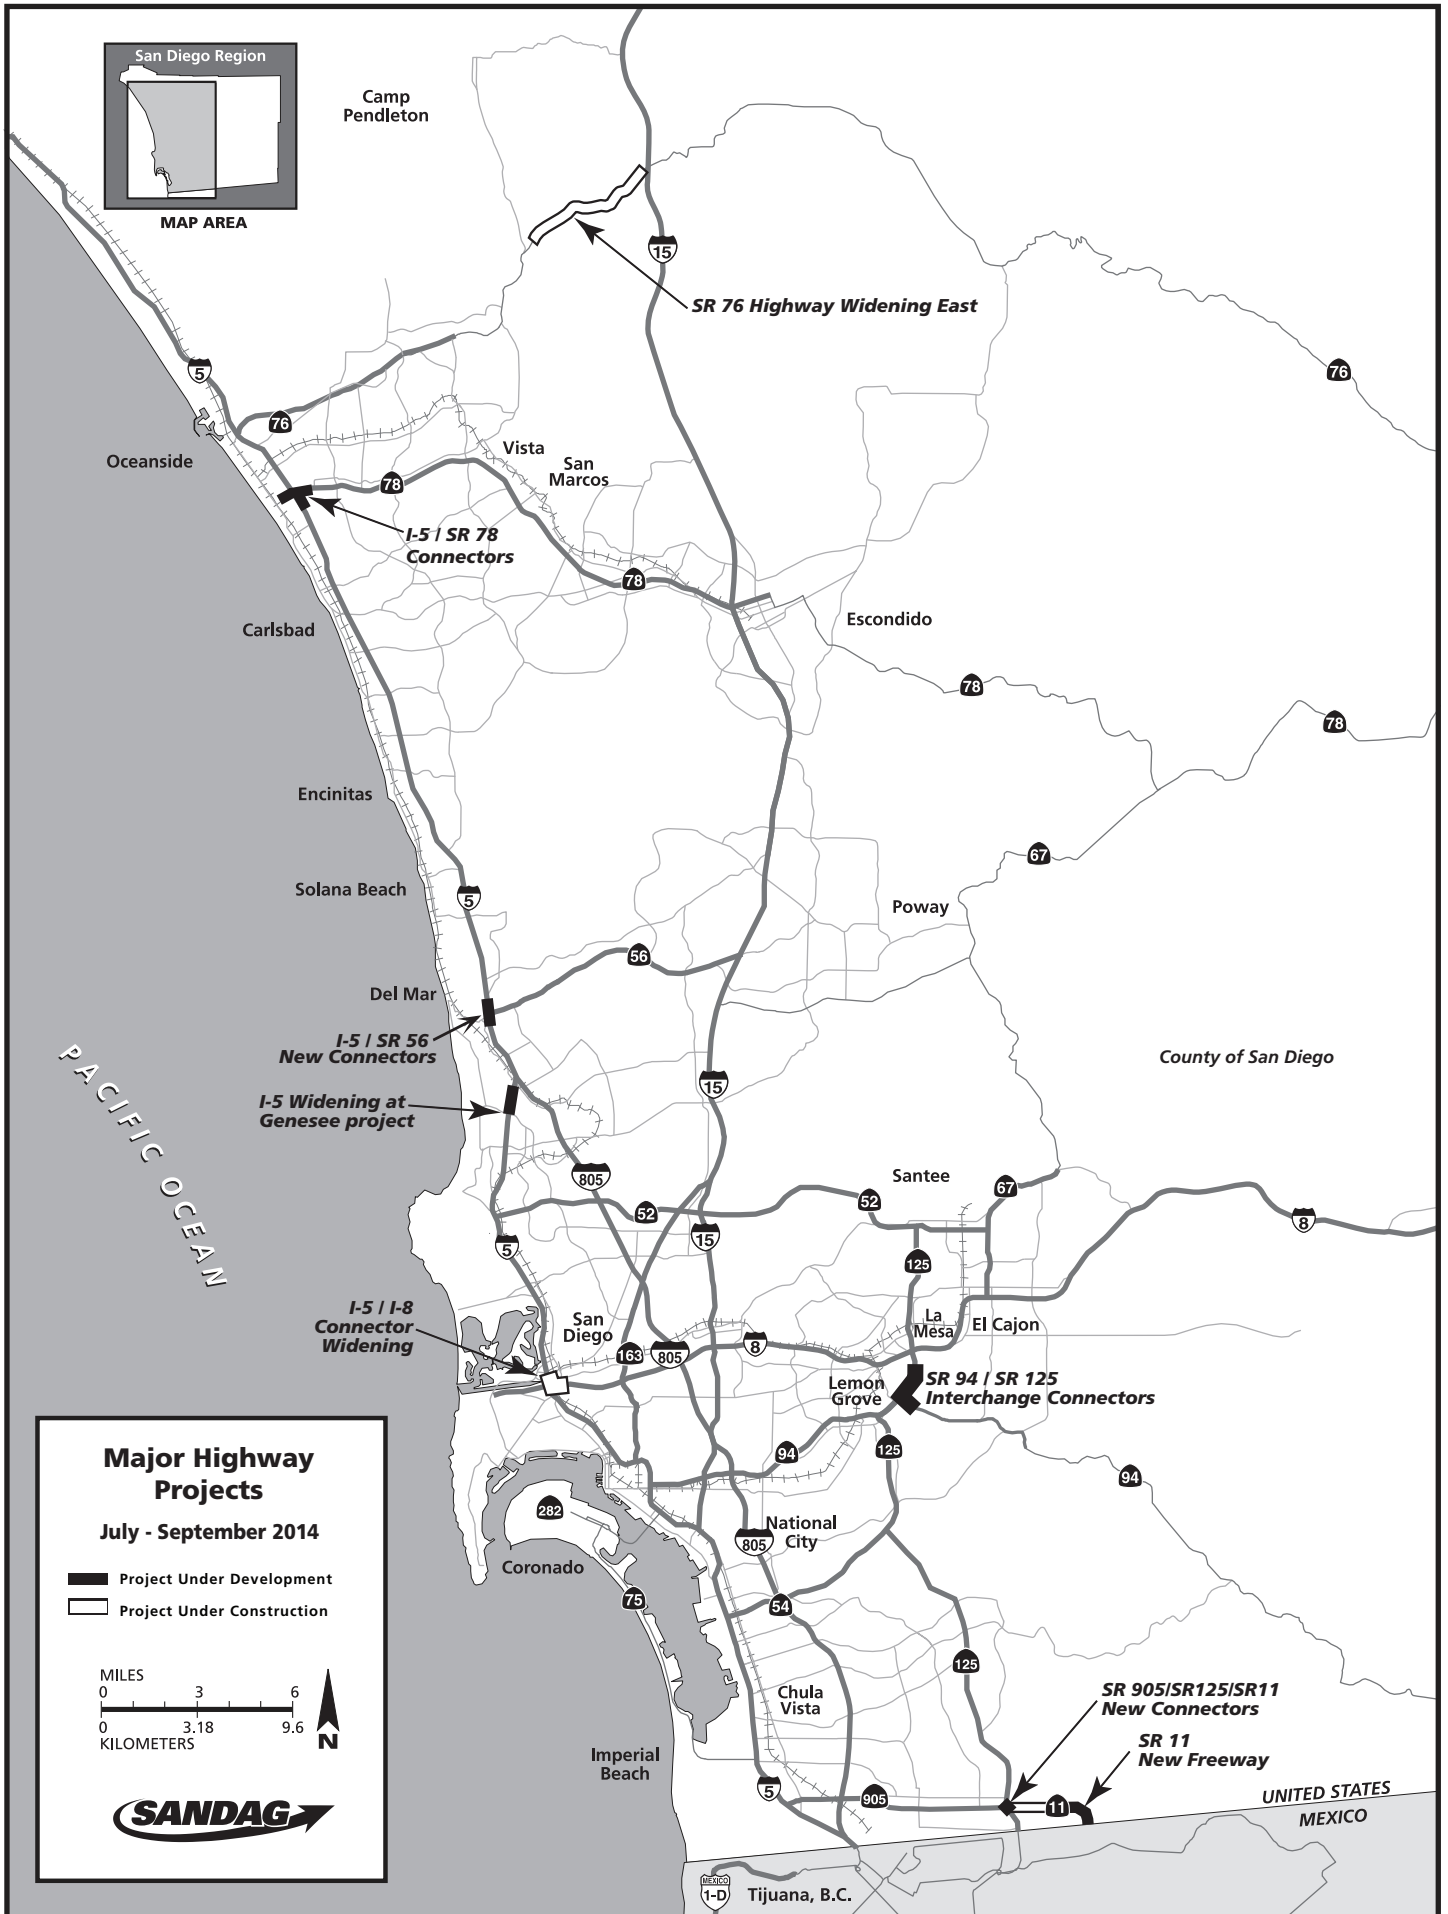 San Diego Region
MAP AREA
Camp
Pendleton
15
SR 76 Highway Widening East
76
5
76
Oceanside
Vista
San
Marcos
78
I-5 / SR 78
Connectors
78
Carlsbad
Escondido
78
78
Encinitas
67
Solana Beach
5
Poway
56
Del Mar
I-5 / SR 56
New Connectors
County of San Diego
PACIFIC OCEAN
15
I-5 Widening at
Genesee project
805
Santee
67
52
52
8
15
5
125
I-5 / I-8
Connector
Widening
San
Diego
La
Mesa
El Cajon
163
805
8
Lemon
Grove
SR 94 / SR 125
Interchange Connectors
125
94
94
282
National
City
805
Coronado
75
54
125
Chula
Vista
SR 905/SR125/SR11
New Connectors
SR 11
New Freeway
Imperial
Beach
5
905
11
UNITED STATES
MEXICO
MEXICO
1-D
Tijuana, B.C.
Major Highway
Projects
July - September 2014
Project Under Development
Project Under Construction
MILES
0 3 6
0 3.18 9.6
KILOMETERS
N
SANDAG